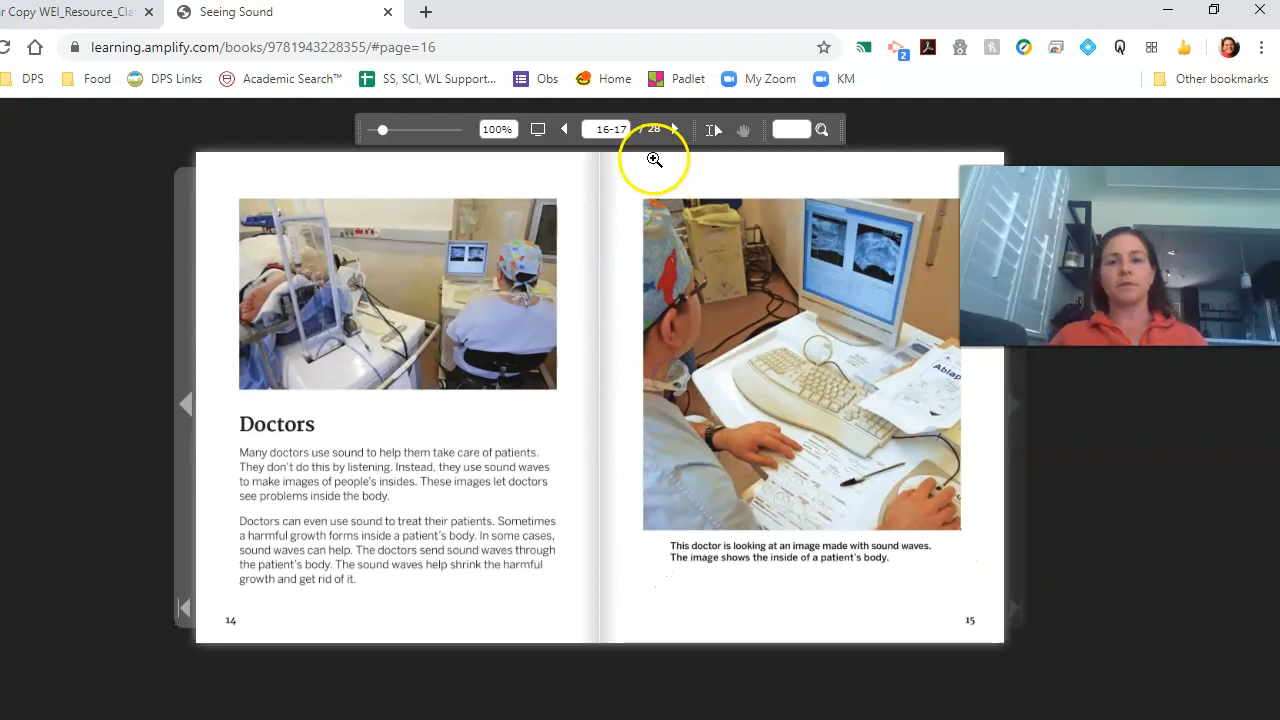 ar Copy WEI_Resource_Cla
Seeing Sound
learning.amplify.com/books/9781943228355/#page=16
2
DPS
Food
DPS Links
Academic Search™
SS, SCI, WL Support...
Obs
Home
Padlet
My Zoom
KM
Other bookmarks
100%
16-17
/ 28
Doctors
Many doctors use sound to help them take care of patients.
They don't do this by listening. Instead, they use sound waves
to make images of people's insides. These images let doctors
see problems inside the body.
Doctors can even use sound to treat their patients. Sometimes
a harmful growth forms inside a patient's body. In some cases,
sound waves can help. The doctors send sound waves through
the patient's body. The sound waves help shrink the harmful
growth and get rid of it.
14
Ablap
This doctor is looking at an image made with sound waves.
The image shows the inside of a patient's body.
15